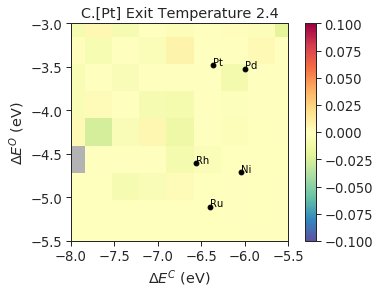 C.[Pt] Exit Temperature 2.4
−3.0
−3.5
−4.0
−4.5
−5.0
−5.5
ΔE^O (eV)
Pt
Pd
Rh
Ni
Ru
−8.0 −7.5 −7.0 −6.5 −6.0 −5.5
ΔE^C (eV)
0.100
0.075
0.050
0.025
0.000
−0.025
−0.050
−0.075
−0.100